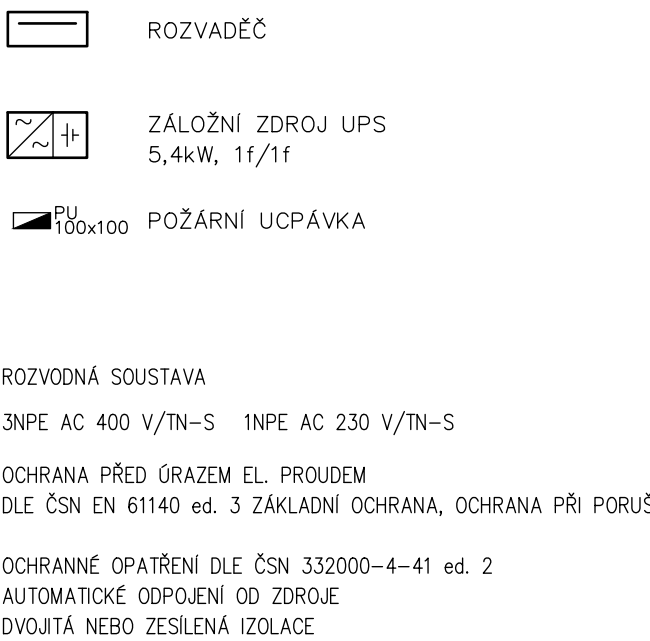 ROZVADĚČ
ZÁLOŽNÍ ZDROJ UPS
5,4kW, 1f/1f
PU
100x100 POŽÁRNÍ UCPÁVKA
ROZVODNÁ SOUSTAVA
3NPE AC 400 V/TN-S 1NPE AC 230 V/TN-S
OCHRANA PŘED ÚRAZEM EL. PROUDEM
DLE ČSN EN 61140 ed. 3 ZÁKLADNÍ OCHRANA, OCHRANA PŘI PORUŠ
OCHRANNÉ OPATŘENÍ DLE ČSN 332000-4-41 ed. 2
AUTOMATICKÉ ODPOJENÍ OD ZDROJE
DVOJITÁ NEBO ZESÍLENÁ IZOLACE